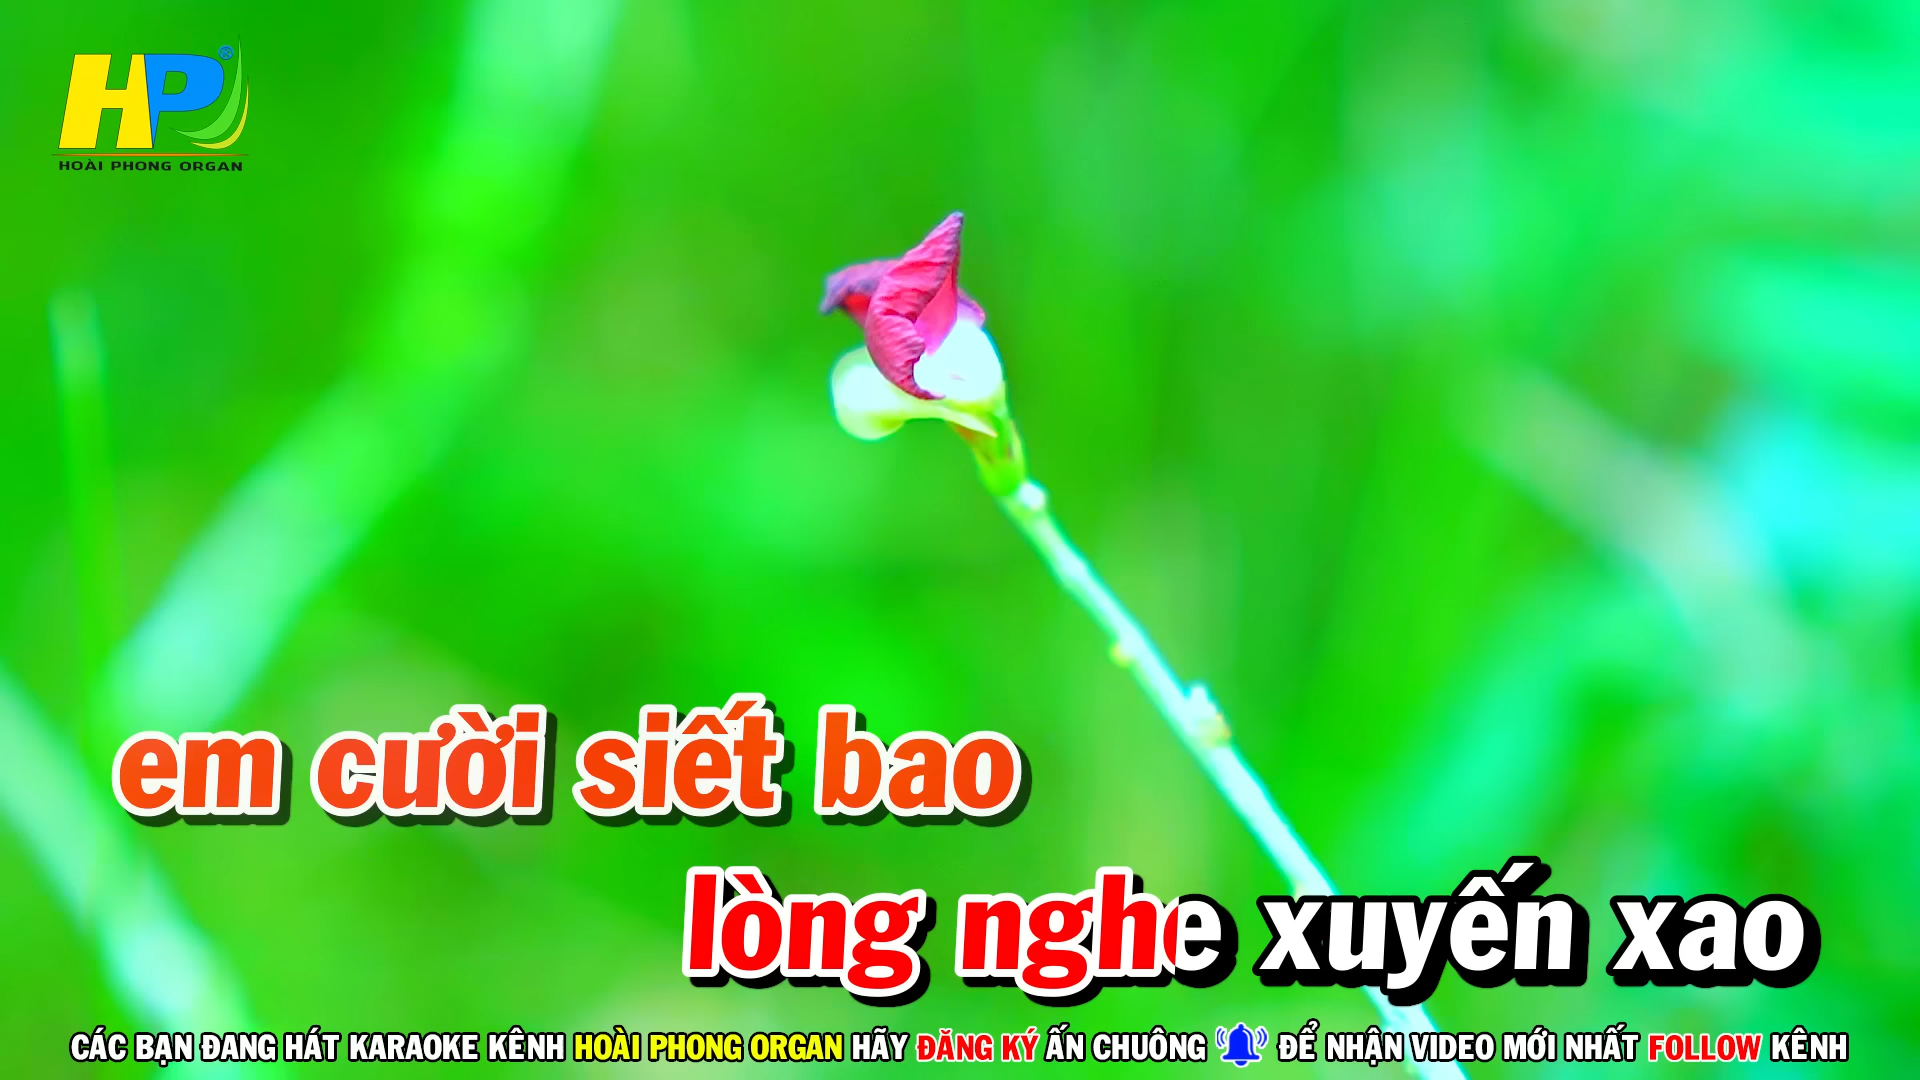 HP®
HOÀI PHONG ORGAN
em cười siết bao
lòng nghe xuyến xao
CÁC BẠN ĐANG HÁT KARAOKE KÊNH HOÀI PHONG ORGAN HÃY ĐĂNG KÝ ẤN CHUÔNG ĐỂ NHẬN VIDEO MỚI NHẤT FOLLOW KÊNH